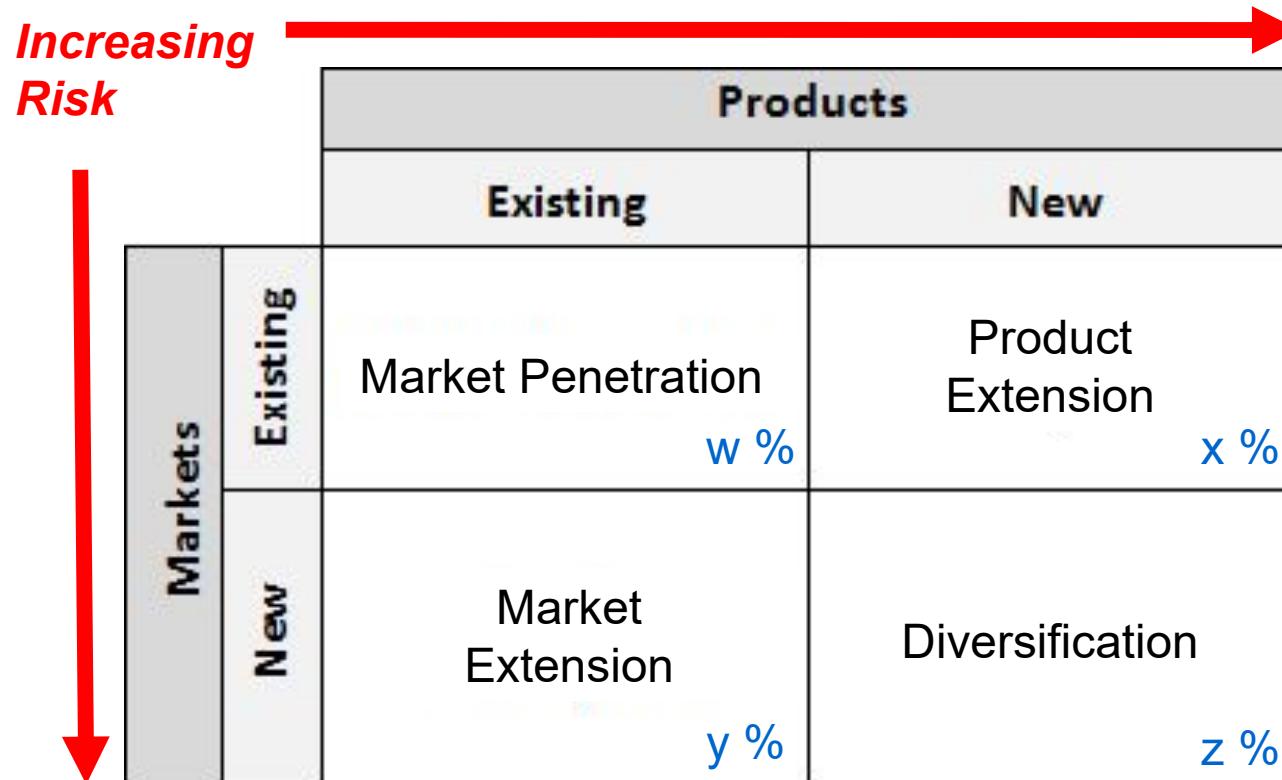 Increasing
Risk
Products
Existing
New
Markets
Existing
Market Penetration
w %
Product
Extension
x %
New
Market
Extension
y %
Diversification
z %